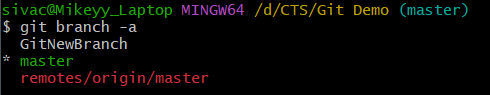 sivac@Mikeyy_Laptop MINGW64 /d/CTS/Git Demo (master)
$ git branch -a
  GitNewBranch
* master
  remotes/origin/master